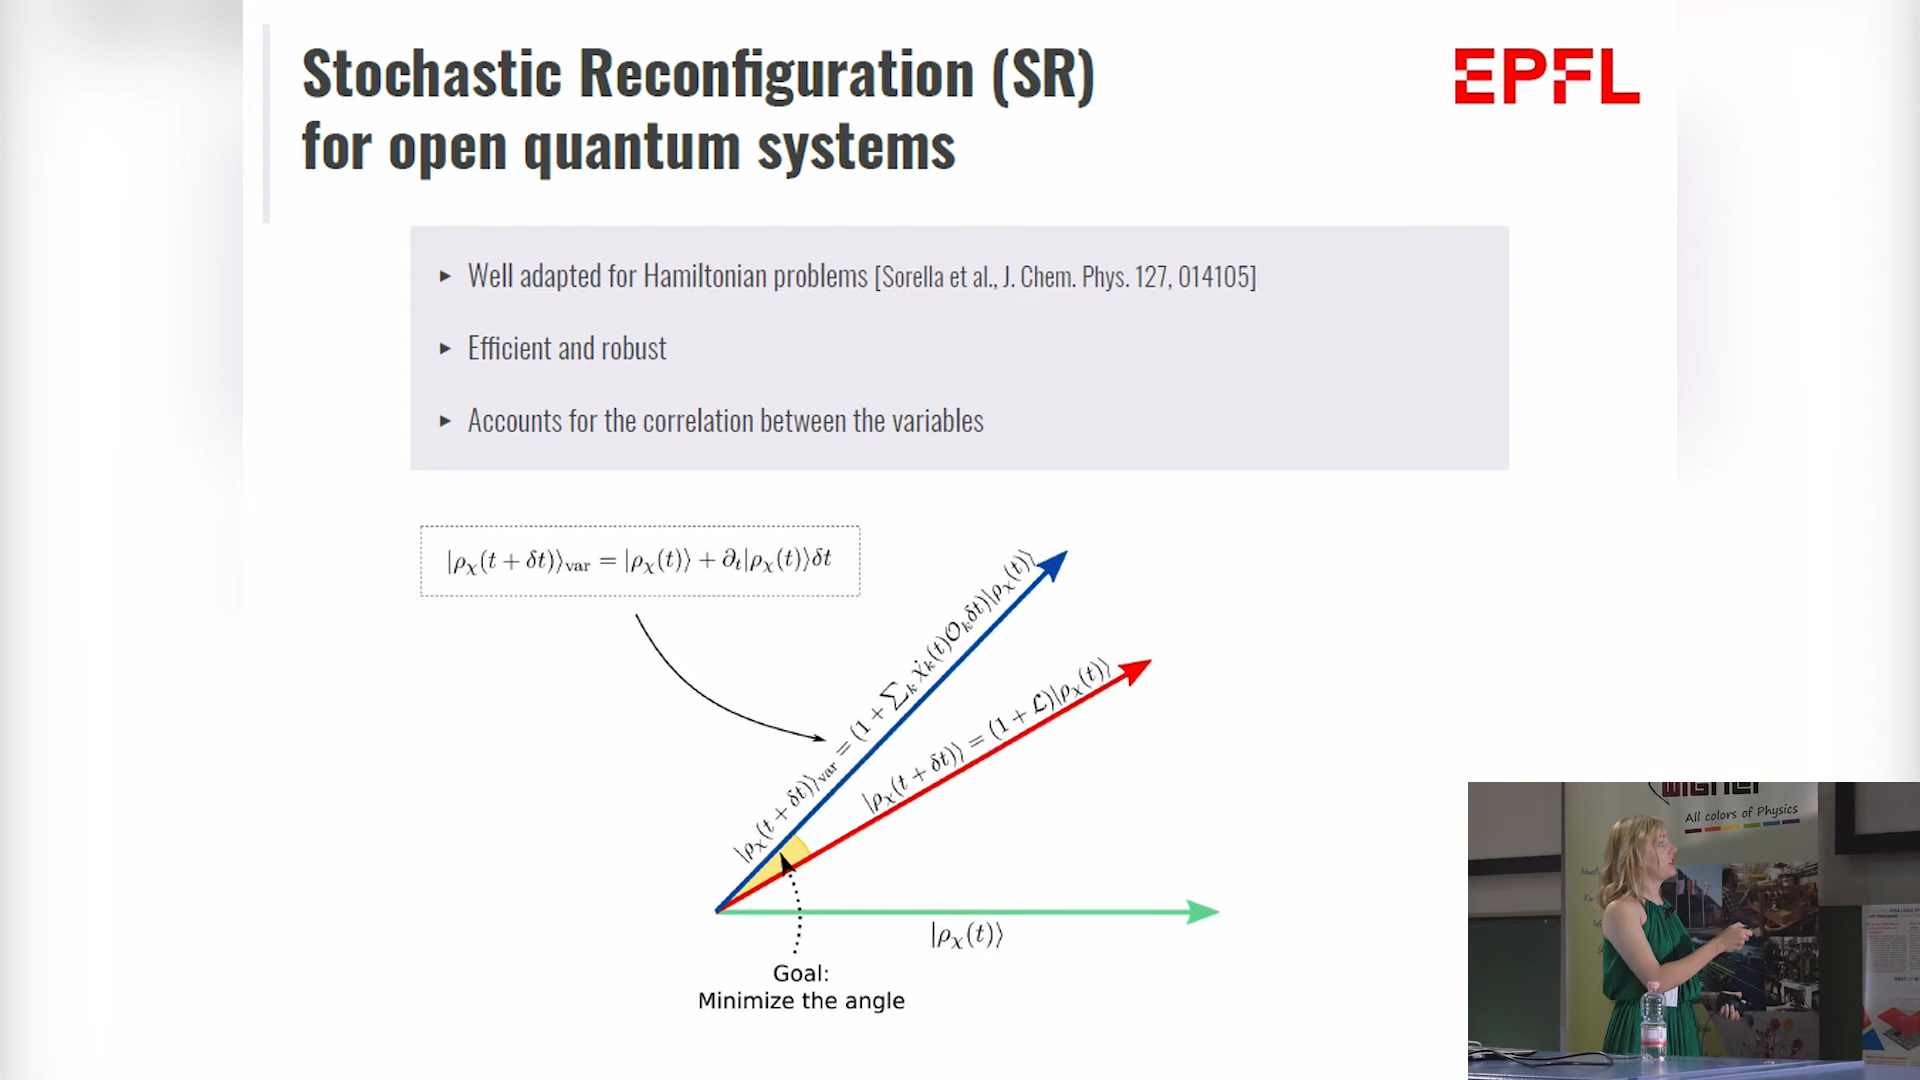 Stochastic Reconfiguration (SR)
for open quantum systems
EPFL
▸ Well adapted for Hamiltonian problems [Sorella et al., J. Chem. Phys. 127, 014105]
▸ Efficient and robust
▸ Accounts for the correlation between the variables
|ρχ(t + δt)⟩var = |ρχ(t)⟩ + ∂t|ρχ(t)⟩δt
|ρχ(t + δt)⟩var = (1 + ∑k χ̇k(t)𝒪kδt)|ρχ(t)⟩
|ρχ(t + δt)⟩ = (1 + ℒ)|ρχ(t)⟩
|ρχ(t)⟩
Goal:
Minimize the angle
wigner
All colors of Physics